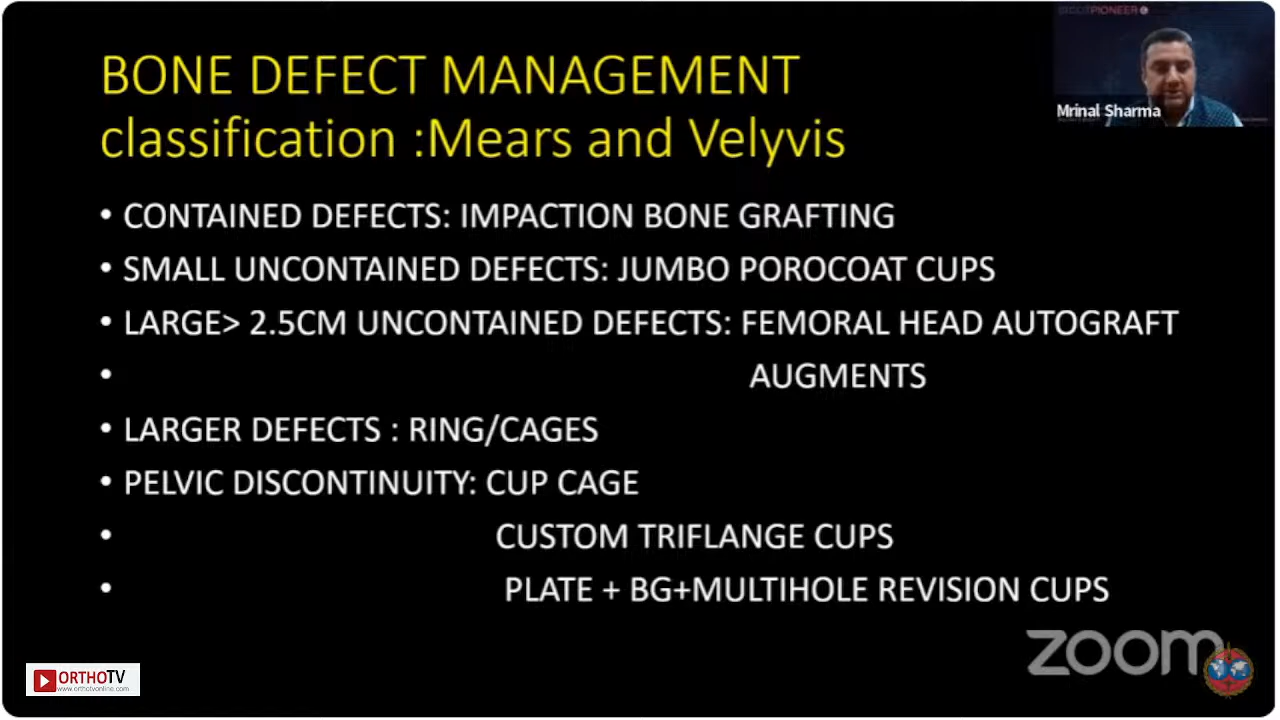 BONE DEFECT MANAGEMENT
classification :Mears and Velyvis
Mrinal Sharma
• CONTAINED DEFECTS: IMPACTION BONE GRAFTING
• SMALL UNCONTAINED DEFECTS: JUMBO POROCOAT CUPS
• LARGE> 2.5CM UNCONTAINED DEFECTS: FEMORAL HEAD AUTOGRAFT
• AUGMENTS
• LARGER DEFECTS : RING/CAGES
• PELVIC DISCONTINUITY: CUP CAGE
• CUSTOM TRIFLANGE CUPS
• PLATE + BG+MULTIHOLE REVISION CUPS
zoom
ORTHOTV
www.orthotvonline.com